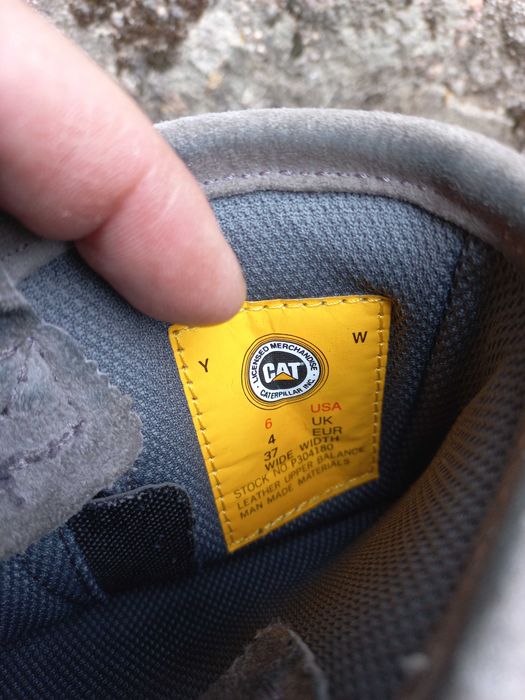 Y W
LICENSED MERCHANDISE
CAT
CATERPILLAR INC.
6 USA
4 UK
37 EUR
WIDE WIDTH
STOCK NO P304180
LEATHER UPPER BALANCE
MAN MADE MATERIALS